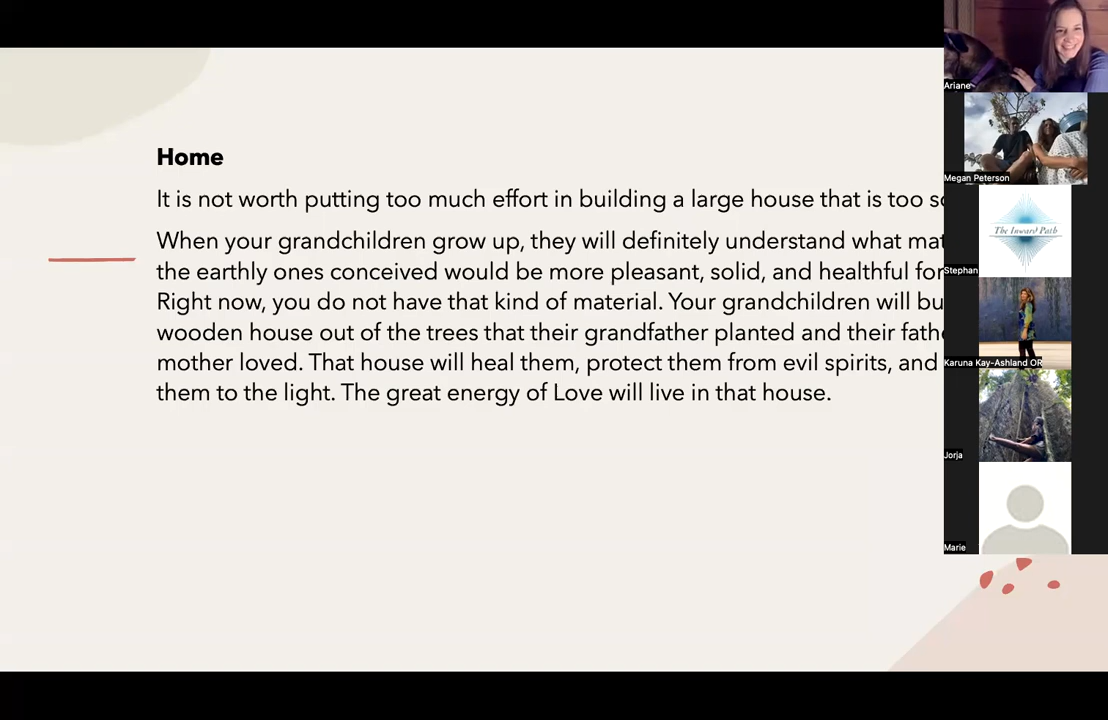 Home
It is not worth putting too much effort in building a large house that is too
When your grandchildren grow up, they will definitely understand what
the earthly ones conceived would be more pleasant, solid, and healthful for
Right now, you do not have that kind of material. Your grandchildren will
wooden house out of the trees that their grandfather planted and their
mother loved. That house will heal them, protect them from evil spirits, and
them to the light. The great energy of Love will live in that house.
Ariane
Megan Peterson
The Inward Path
Stephan
Karuna Kay-Ashland OR
Jorja
Marie